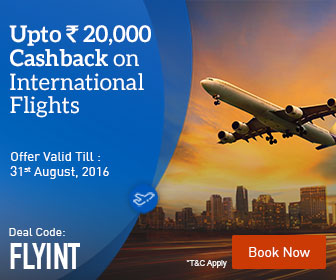 Upto ₹ 20,000
Cashback on
International
Flights
Offer Valid Till :
31st August, 2016
Deal Code:
FLYINT
*T&C Apply
Book Now